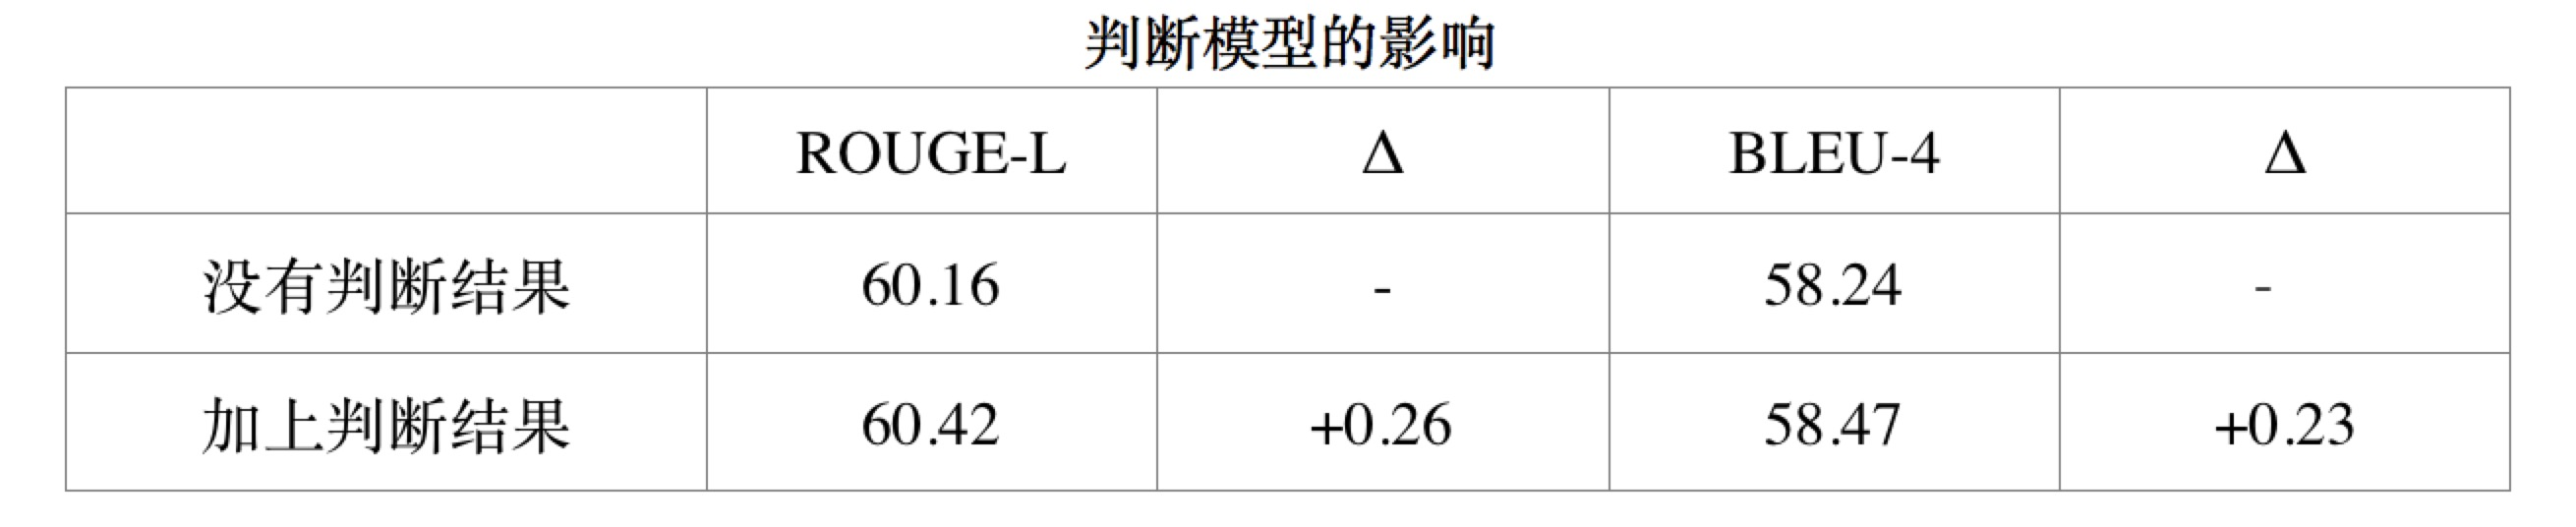 判断模型的影响
ROUGE-L Δ BLEU-4 Δ
没有判断结果 60.16 - 58.24 -
加上判断结果 60.42 +0.26 58.47 +0.23